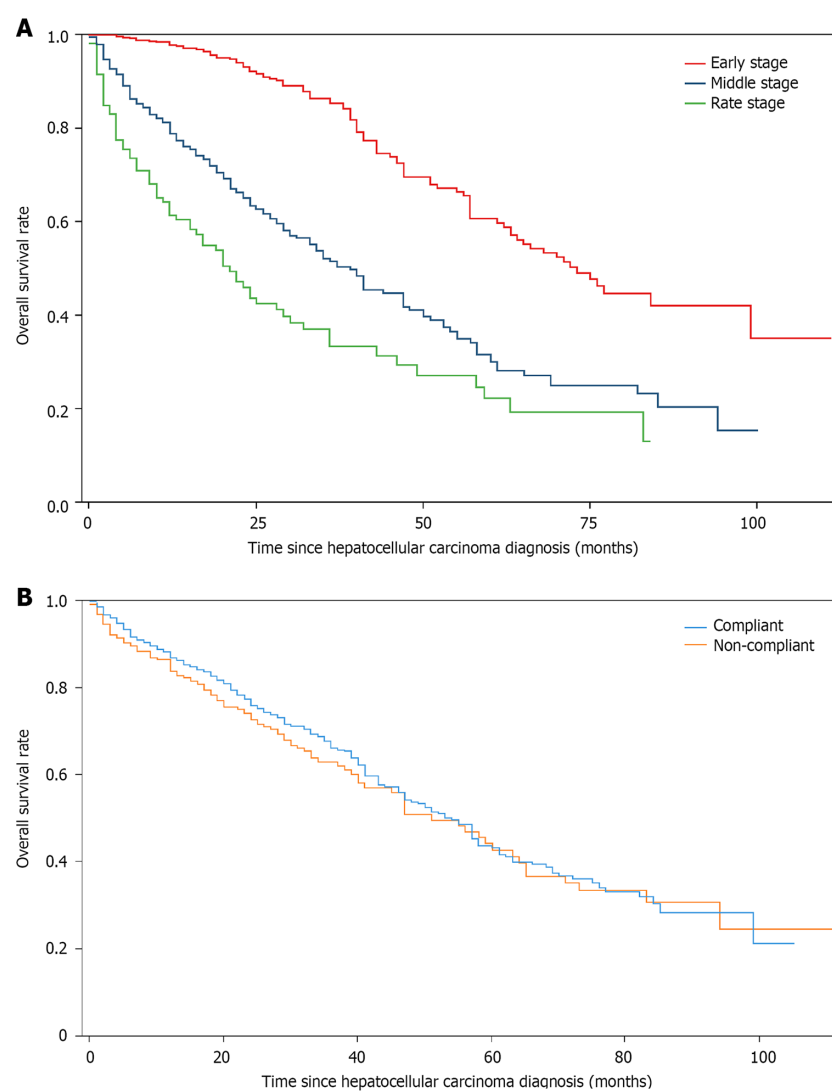 A
1.0
0.8
0.6
0.4
0.2
0.0
Overall survival rate
Early stage
Middle stage
Rate stage
0
25
50
75
100
Time since hepatocellular carcinoma diagnosis (months)
B
1.0
0.8
0.6
0.4
0.2
0
Overall survival rate
Compliant
Non-compliant
0
20
40
60
80
100
Time since hepatocellular carcinoma diagnosis (months)